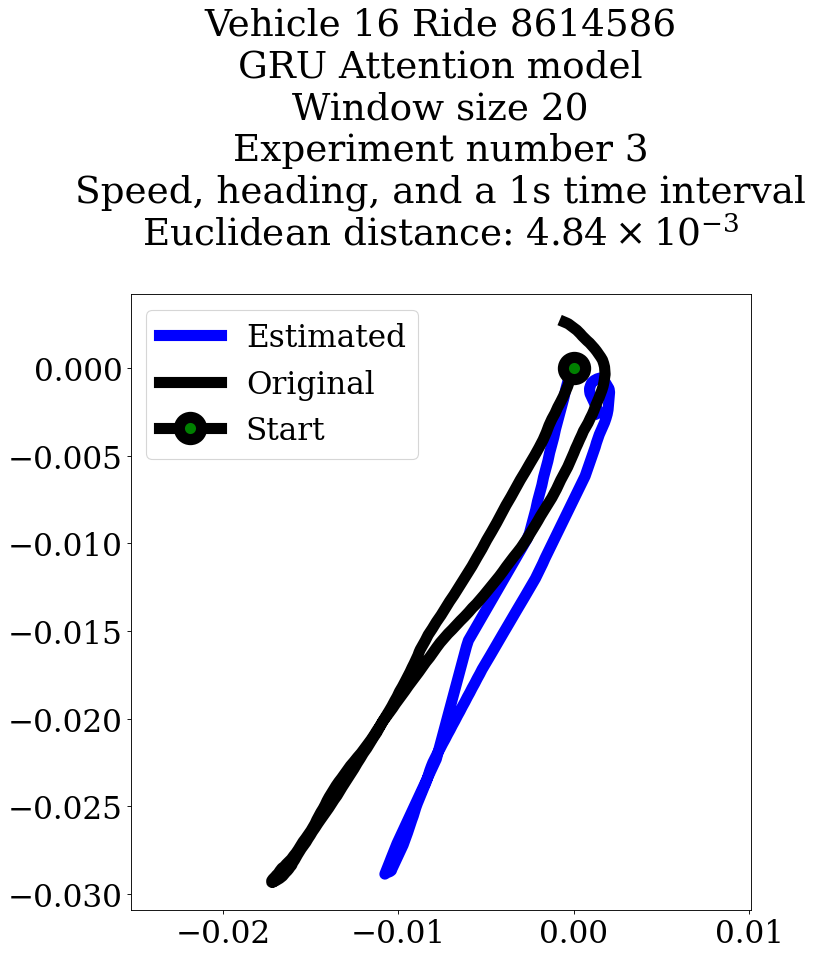 Vehicle 16 Ride 8614586
GRU Attention model
Window size 20
Experiment number 3
Speed, heading, and a 1s time interval
Euclidean distance: 4.84 × 10⁻³
Estimated
Original
Start
0.000
−0.005
−0.010
−0.015
−0.020
−0.025
−0.030
−0.02
−0.01
0.00
0.01